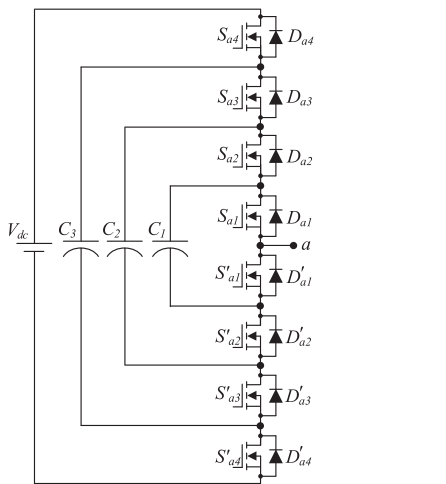 S_a4 D_a4
S_a3 D_a3
S_a2 D_a2
S_a1 D_a1
V_dc C_3 C_2 C_1
a
S'_a1 D'_a1
S'_a2 D'_a2
S'_a3 D'_a3
S'_a4 D'_a4